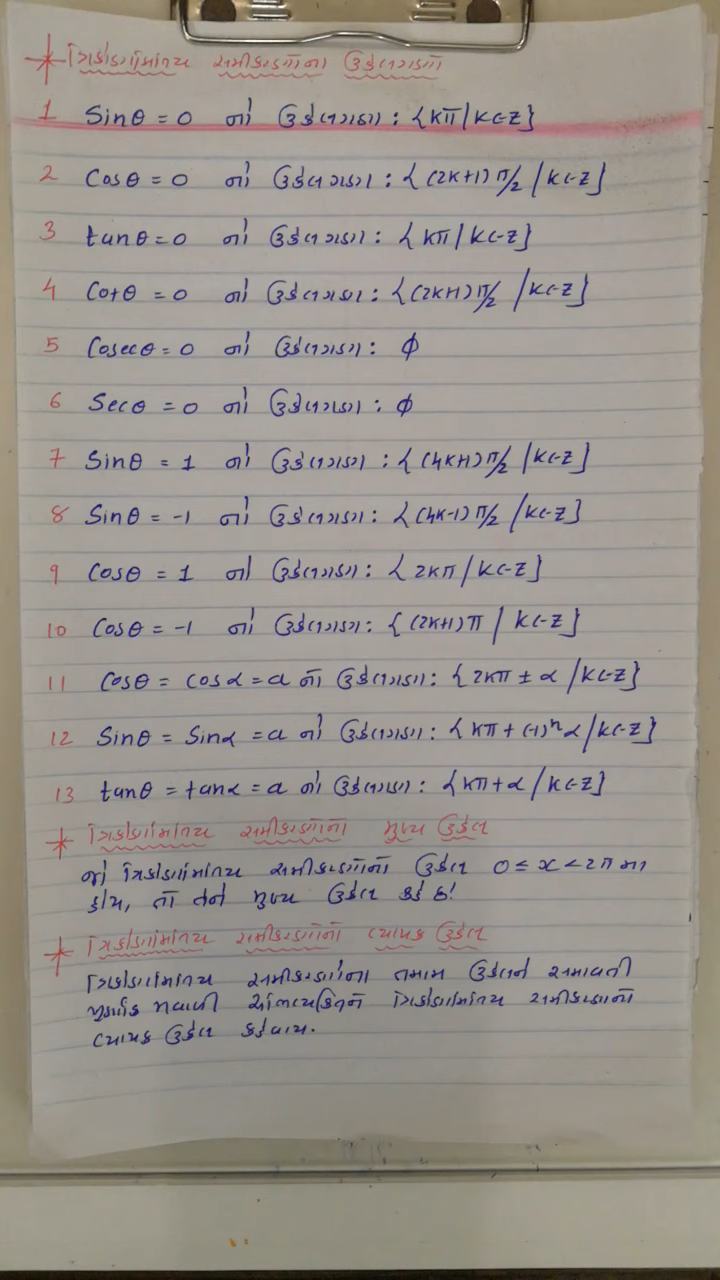 * ત્રિકોણમિતિય સમીકરણોના ઉકેલગણો
1 Sinθ = 0 નો ઉકેલગણ : {kπ/k∈Z}
2 Cosθ = 0 નો ઉકેલગણ : {(2k+1)π/2 /k∈Z}
3 tanθ = 0 નો ઉકેલગણ : {kπ/k∈Z}
4 Cotθ = 0 નો ઉકેલગણ : {(2k+1)π/2 /k∈Z}
5 Cosecθ = 0 નો ઉકેલગણ : ϕ
6 Secθ = 0 નો ઉકેલગણ : ϕ
7 Sinθ = 1 નો ઉકેલગણ : {(4k+1)π/2 /k∈Z}
8 Sinθ = -1 નો ઉકેલગણ : {(4k-1)π/2 /k∈Z}
9 Cosθ = 1 નો ઉકેલગણ : {2kπ/k∈Z}
10 Cosθ = -1 નો ઉકેલગણ : {(2k+1)π / k∈Z}
11 Cosθ = cosα = a નો ઉકેલગણ : {2kπ ± α /k∈Z}
12 Sinθ = Sinα = a નો ઉકેલગણ : {kπ + (-1)ⁿα/k∈Z}
13 tanθ = tanα = a નો ઉકેલગણ : {kπ+α/k∈Z}
* ત્રિકોણમિતિય સમીકરણોનો મુખ્ય ઉકેલ
જો ત્રિકોણમિતિય સમીકરણોનો ઉકેલ 0 ≤ x < 2π માં
હોય, તો તેને મુખ્ય ઉકેલ કહે છે!
* ત્રિકોણમિતિય સમીકરણોનો વ્યાપક ઉકેલ
ત્રિકોણમિતિય સમીકરણોના તમામ ઉકેલને સમાવતી
પૂર્ણાંક મવાળી અભિવ્યક્તિને ત્રિકોણમિતિય સમીકરણનો
વ્યાપક ઉકેલ કહેવાય.